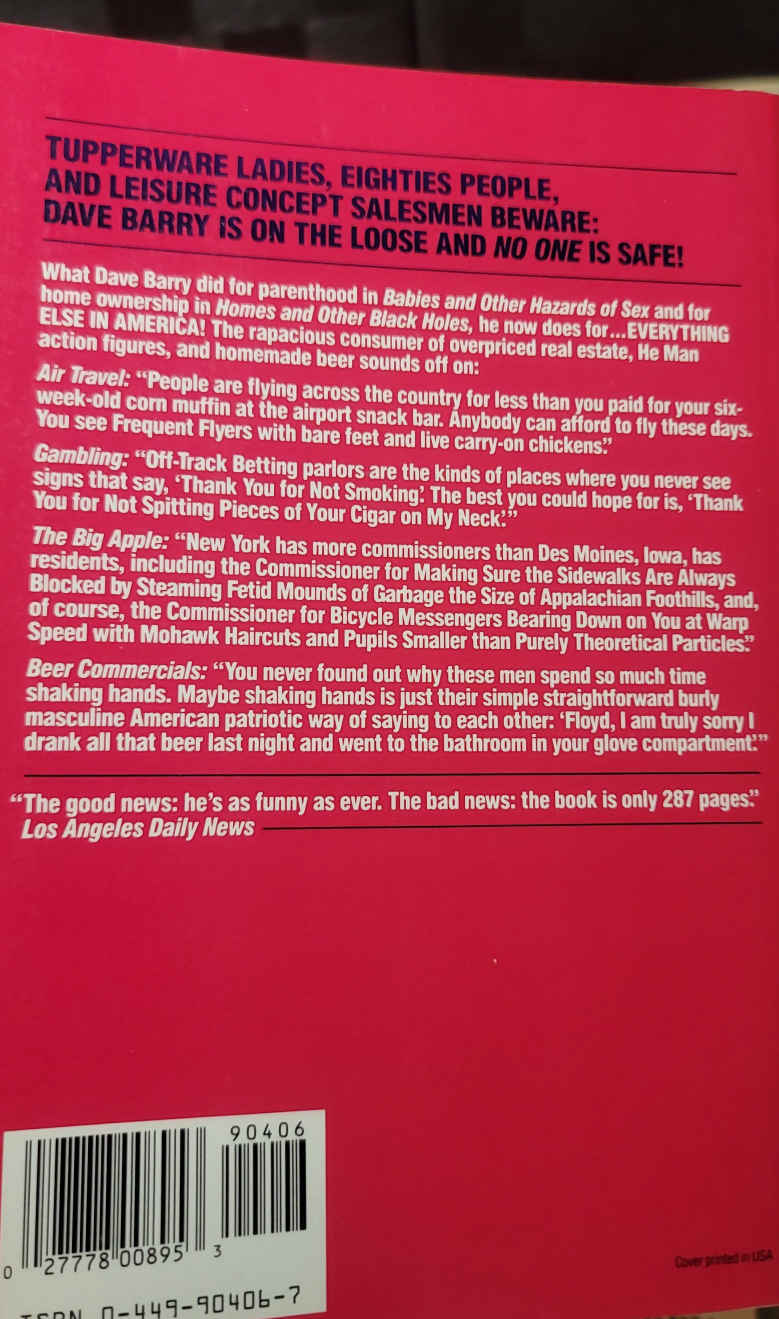 TUPPERWARE LADIES, EIGHTIES PEOPLE,
AND LEISURE CONCEPT SALESMEN BEWARE:
DAVE BARRY IS ON THE LOOSE AND NO ONE IS SAFE!
What Dave Barry did for parenthood in Babies and Other Hazards of Sex and for
home ownership in Homes and Other Black Holes, he now does for...EVERYTHING
ELSE IN AMERICA! The rapacious consumer of overpriced real estate, He Man
action figures, and homemade beer sounds off on:
Air Travel: “People are flying across the country for less than you paid for your six-
week-old corn muffin at the airport snack bar. Anybody can afford to fly these days.
You see Frequent Flyers with bare feet and live carry-on chickens.”
Gambling: “Off-Track Betting parlors are the kinds of places where you never see
signs that say, ‘Thank You for Not Smoking.’ The best you could hope for is, ‘Thank
You for Not Spitting Pieces of Your Cigar on My Neck.’”
The Big Apple: “New York has more commissioners than Des Moines, Iowa, has
residents, including the Commissioner for Making Sure the Sidewalks Are Always
Blocked by Steaming Fetid Mounds of Garbage the Size of Appalachian Foothills, and,
of course, the Commissioner for Bicycle Messengers Bearing Down on You at Warp
Speed with Mohawk Haircuts and Pupils Smaller than Purely Theoretical Particles.”
Beer Commercials: “You never found out why these men spend so much time
shaking hands. Maybe shaking hands is just their simple straightforward burly
masculine American patriotic way of saying to each other: ‘Floyd, I am truly sorry I
drank all that beer last night and went to the bathroom in your glove compartment.’”
“The good news: he's as funny as ever. The bad news: the book is only 287 pages.”
Los Angeles Daily News
90406
0 27778 00895 3
ISBN 0-449-90406-7
Cover printed in USA